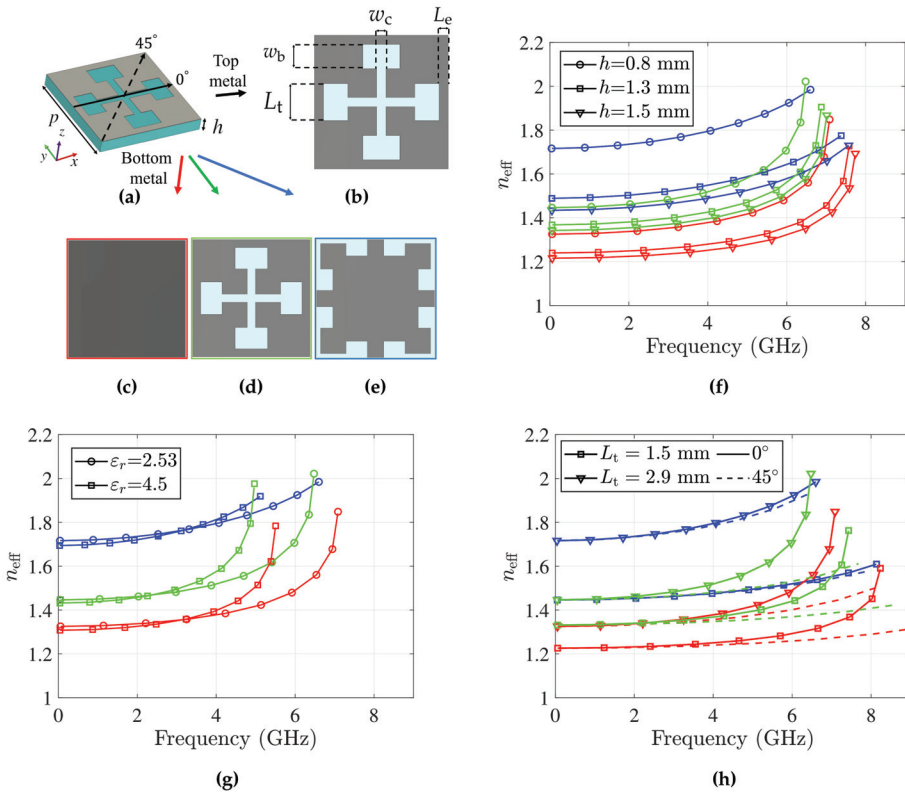 45°
0°
p
h
z
y
x
Top
metal
Bottom
metal
(a)
w_c
L_e
w_b
L_t
(b)
(c)
(d)
(e)
2.2
2
1.8
1.6
1.4
1.2
1
n_eff
h=0.8 mm
h=1.3 mm
h=1.5 mm
0 2 4 6 8
Frequency (GHz)
(f)
2.2
2
1.8
1.6
1.4
1.2
1
n_eff
ε_r=2.53
ε_r=4.5
0 2 4 6 8
Frequency (GHz)
(g)
2.2
2
1.8
1.6
1.4
1.2
1
n_eff
L_t = 1.5 mm 0°
L_t = 2.9 mm 45°
0 2 4 6 8
Frequency (GHz)
(h)